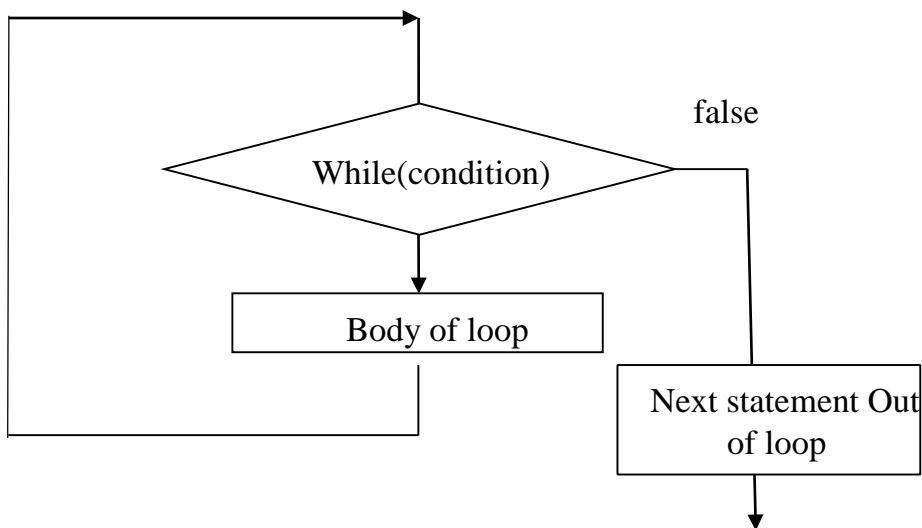 false
While(condition)
Body of loop
Next statement Out
of loop